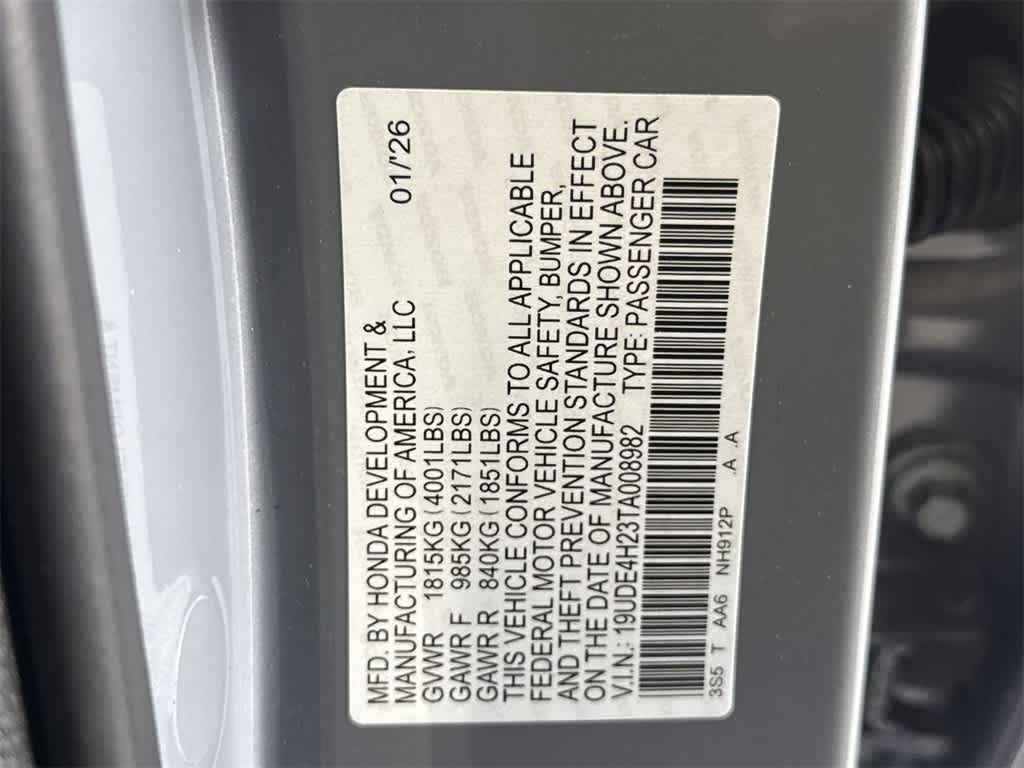 MFD. BY HONDA DEVELOPMENT &
MANUFACTURING OF AMERICA, LLC 01/'26
GVWR 1815KG (4001LBS)
GAWR F 985KG (2171LBS)
GAWR R 840KG (1851LBS)
THIS VEHICLE CONFORMS TO ALL APPLICABLE
FEDERAL MOTOR VEHICLE SAFETY, BUMPER,
AND THEFT PREVENTION STANDARDS IN EFFECT
ON THE DATE OF MANUFACTURE SHOWN ABOVE.
V.I.N.: 19UDE4H23TA008982 TYPE: PASSENGER CAR
3S5 T AA6 NH912P .A .A